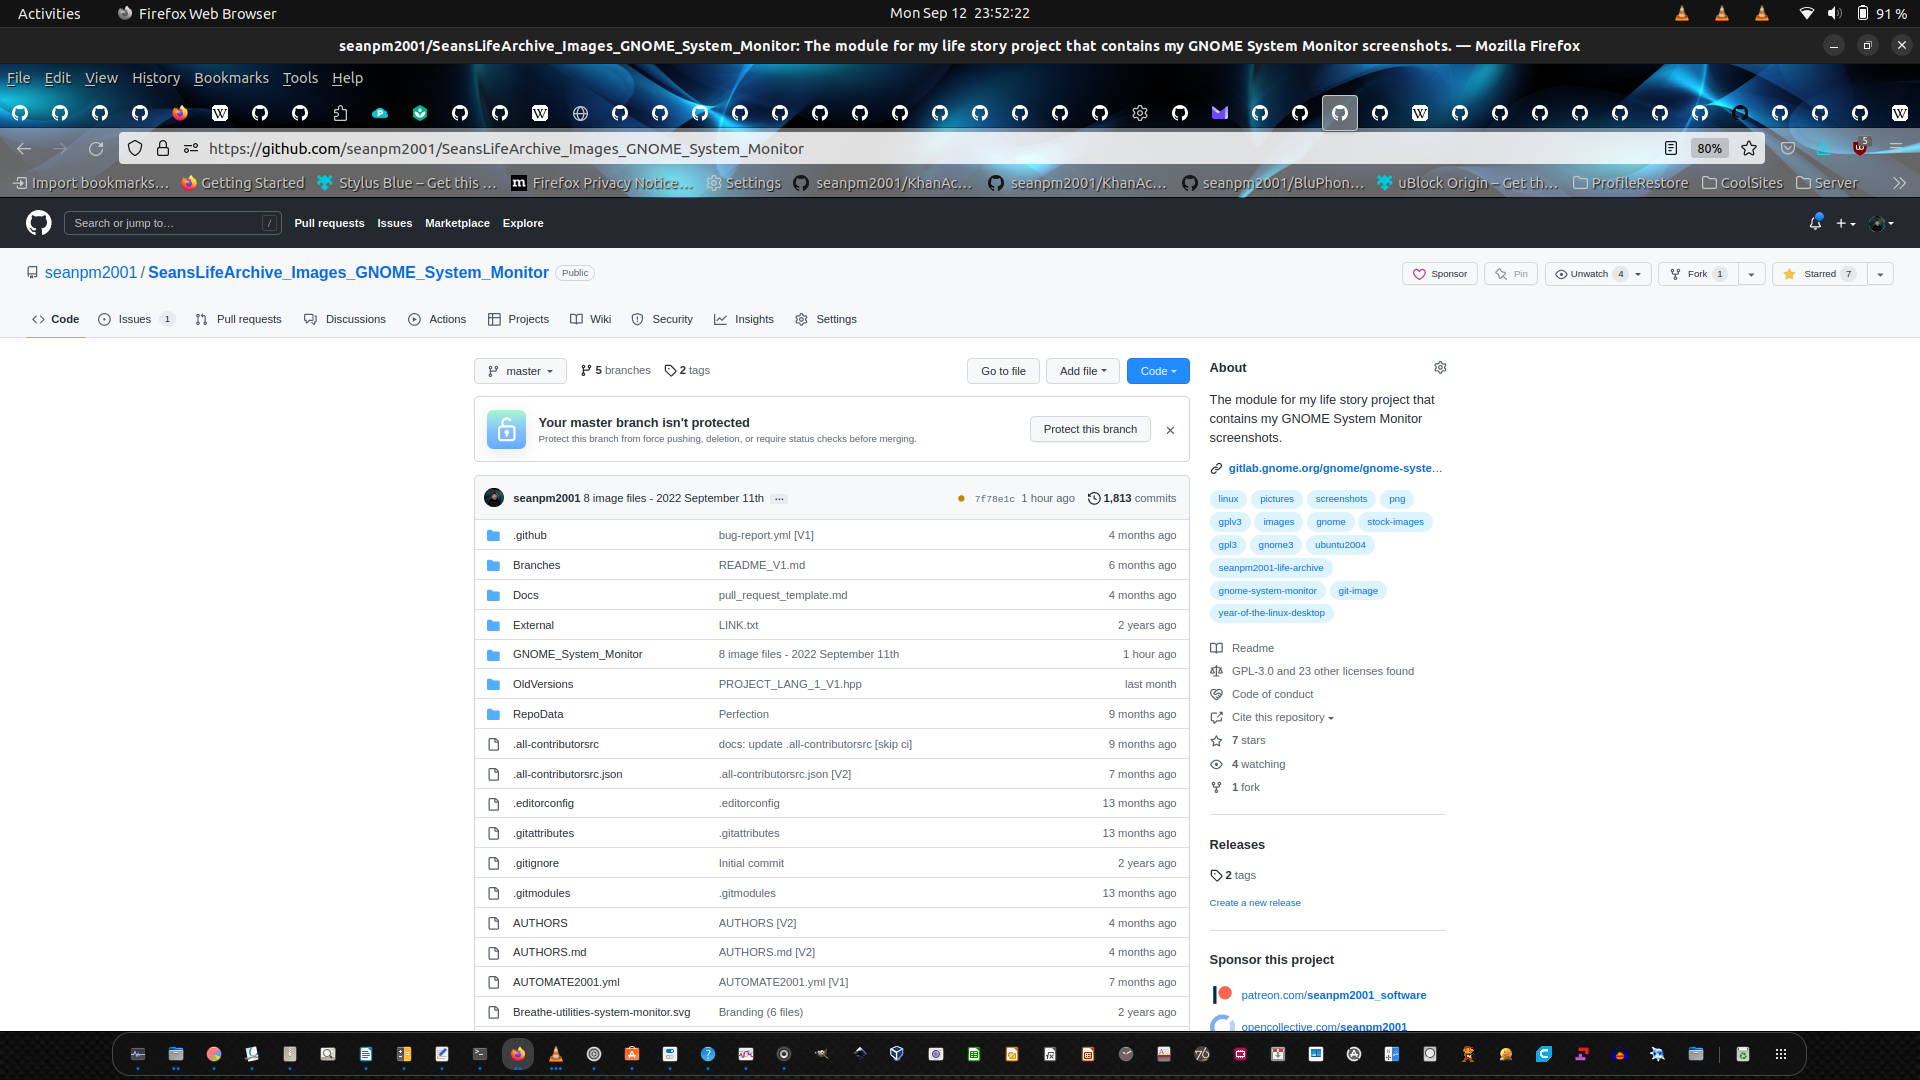 Activities
Firefox Web Browser
Mon Sep 12 23:52:22
91 %
seanpm2001/SeansLifeArchive_Images_GNOME_System_Monitor: The module for my life story project that contains my GNOME System Monitor screenshots. — Mozilla Firefox
File Edit View History Bookmarks Tools Help
https://github.com/seanpm2001/SeansLifeArchive_Images_GNOME_System_Monitor
80%
5
Import bookmarks... Getting Started Stylus Blue – Get this ... Firefox Privacy Notice... Settings seanpm2001/KhanAc... seanpm2001/KhanAc... seanpm2001/BluPhon... uBlock Origin – Get th... ProfileRestore CoolSites Server
Search or jump to... /
Pull requests Issues Marketplace Explore
seanpm2001 / SeansLifeArchive_Images_GNOME_System_Monitor Public
Sponsor Pin Unwatch 4 Fork 1 Starred 7
Code Issues 1 Pull requests Discussions Actions Projects Wiki Security Insights Settings
master 5 branches 2 tags Go to file Add file Code
Your master branch isn't protected
Protect this branch from force pushing, deletion, or require status checks before merging.
Protect this branch
seanpm2001 8 image files - 2022 September 11th ... 7f78e1c 1 hour ago 1,813 commits
.github bug-report.yml [V1] 4 months ago
Branches README_V1.md 6 months ago
Docs pull_request_template.md 4 months ago
External LINK.txt 2 years ago
GNOME_System_Monitor 8 image files - 2022 September 11th 1 hour ago
OldVersions PROJECT_LANG_1_V1.hpp last month
RepoData Perfection 9 months ago
.all-contributorsrc docs: update .all-contributorsrc [skip ci] 9 months ago
.all-contributorsrc.json .all-contributorsrc.json [V2] 7 months ago
.editorconfig .editorconfig 13 months ago
.gitattributes .gitattributes 13 months ago
.gitignore Initial commit 2 years ago
.gitmodules .gitmodules 13 months ago
AUTHORS AUTHORS [V2] 4 months ago
AUTHORS.md AUTHORS.md [V2] 4 months ago
AUTOMATE2001.yml AUTOMATE2001.yml [V1] 7 months ago
Breathe-utilities-system-monitor.svg Branding (6 files) 2 years ago
About
The module for my life story project that
contains my GNOME System Monitor
screenshots.
gitlab.gnome.org/gnome/gnome-syste...
linux pictures screenshots png
gplv3 images gnome stock-images
gpl3 gnome3 ubuntu2004
seanpm2001-life-archive
gnome-system-monitor git-image
year-of-the-linux-desktop
Readme
GPL-3.0 and 23 other licenses found
Code of conduct
Cite this repository
7 stars
4 watching
1 fork
Releases
2 tags
Create a new release
Sponsor this project
patreon.com/seanpm2001_software
opencollective.com/seanpm2001